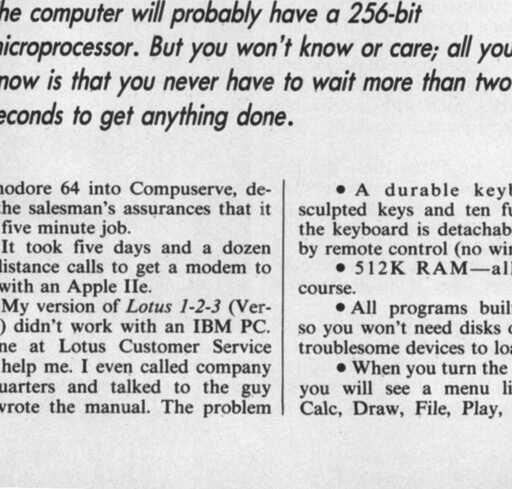 he computer will probably have a 256-bit
icroprocessor. But you won't know or care; all you
now is that you never have to wait more than two
econds to get anything done.
modore 64 into Compuserve, de-
the salesman's assurances that it
five minute job.
It took five days and a dozen
distance calls to get a modem to
with an Apple IIe.
My version of Lotus 1-2-3 (Ver-
) didn't work with an IBM PC.
ne at Lotus Customer Service
help me. I even called company
uarters and talked to the guy
wrote the manual. The problem
• A durable keyb
sculpted keys and ten fu
the keyboard is detachab
by remote control (no wir
• 512K RAM—all
course.
• All programs buil
so you won't need disks o
troublesome devices to loa
• When you turn the
you will see a menu li
Calc, Draw, File, Play,